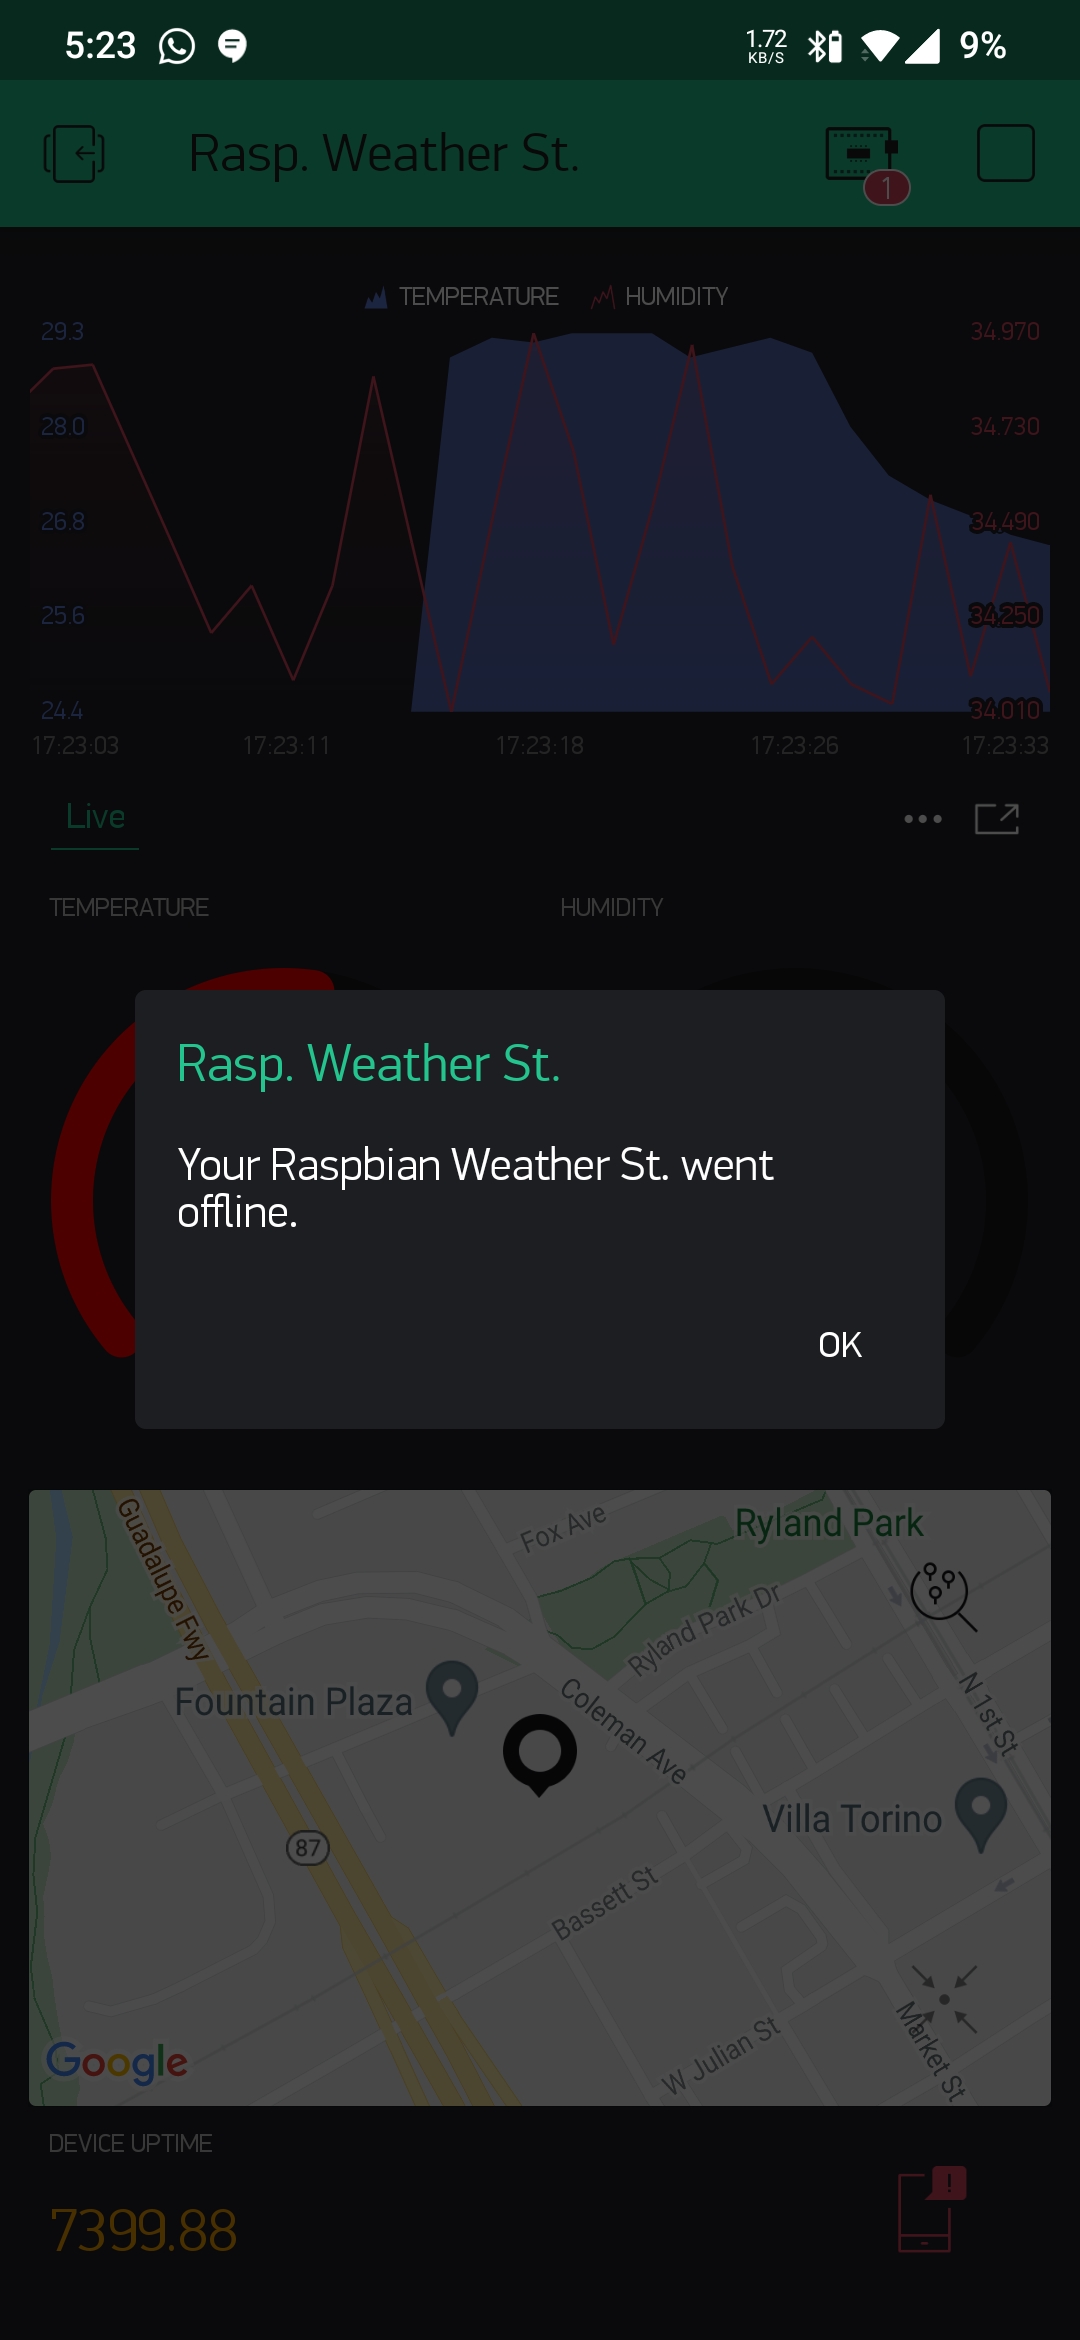 5:23
1.72
KB/S
9%
Rasp. Weather St.
1
TEMPERATURE HUMIDITY
29.3 34.970
28.0 34.730
26.8 34.490
25.6 34.250
24.4 34.010
17:23:03 17:23:11 17:23:18 17:23:26 17:23:33
Live
TEMPERATURE HUMIDITY
Rasp. Weather St.
Your Raspbian Weather St. went
offline.
OK
Guadalupe Fwy
Fox Ave
Ryland Park
Ryland Park Dr
Fountain Plaza
Coleman Ave
N 1st St
Villa Torino
87
Bassett St
W Julian St
Market St
Google
DEVICE UPTIME
7399.88
!